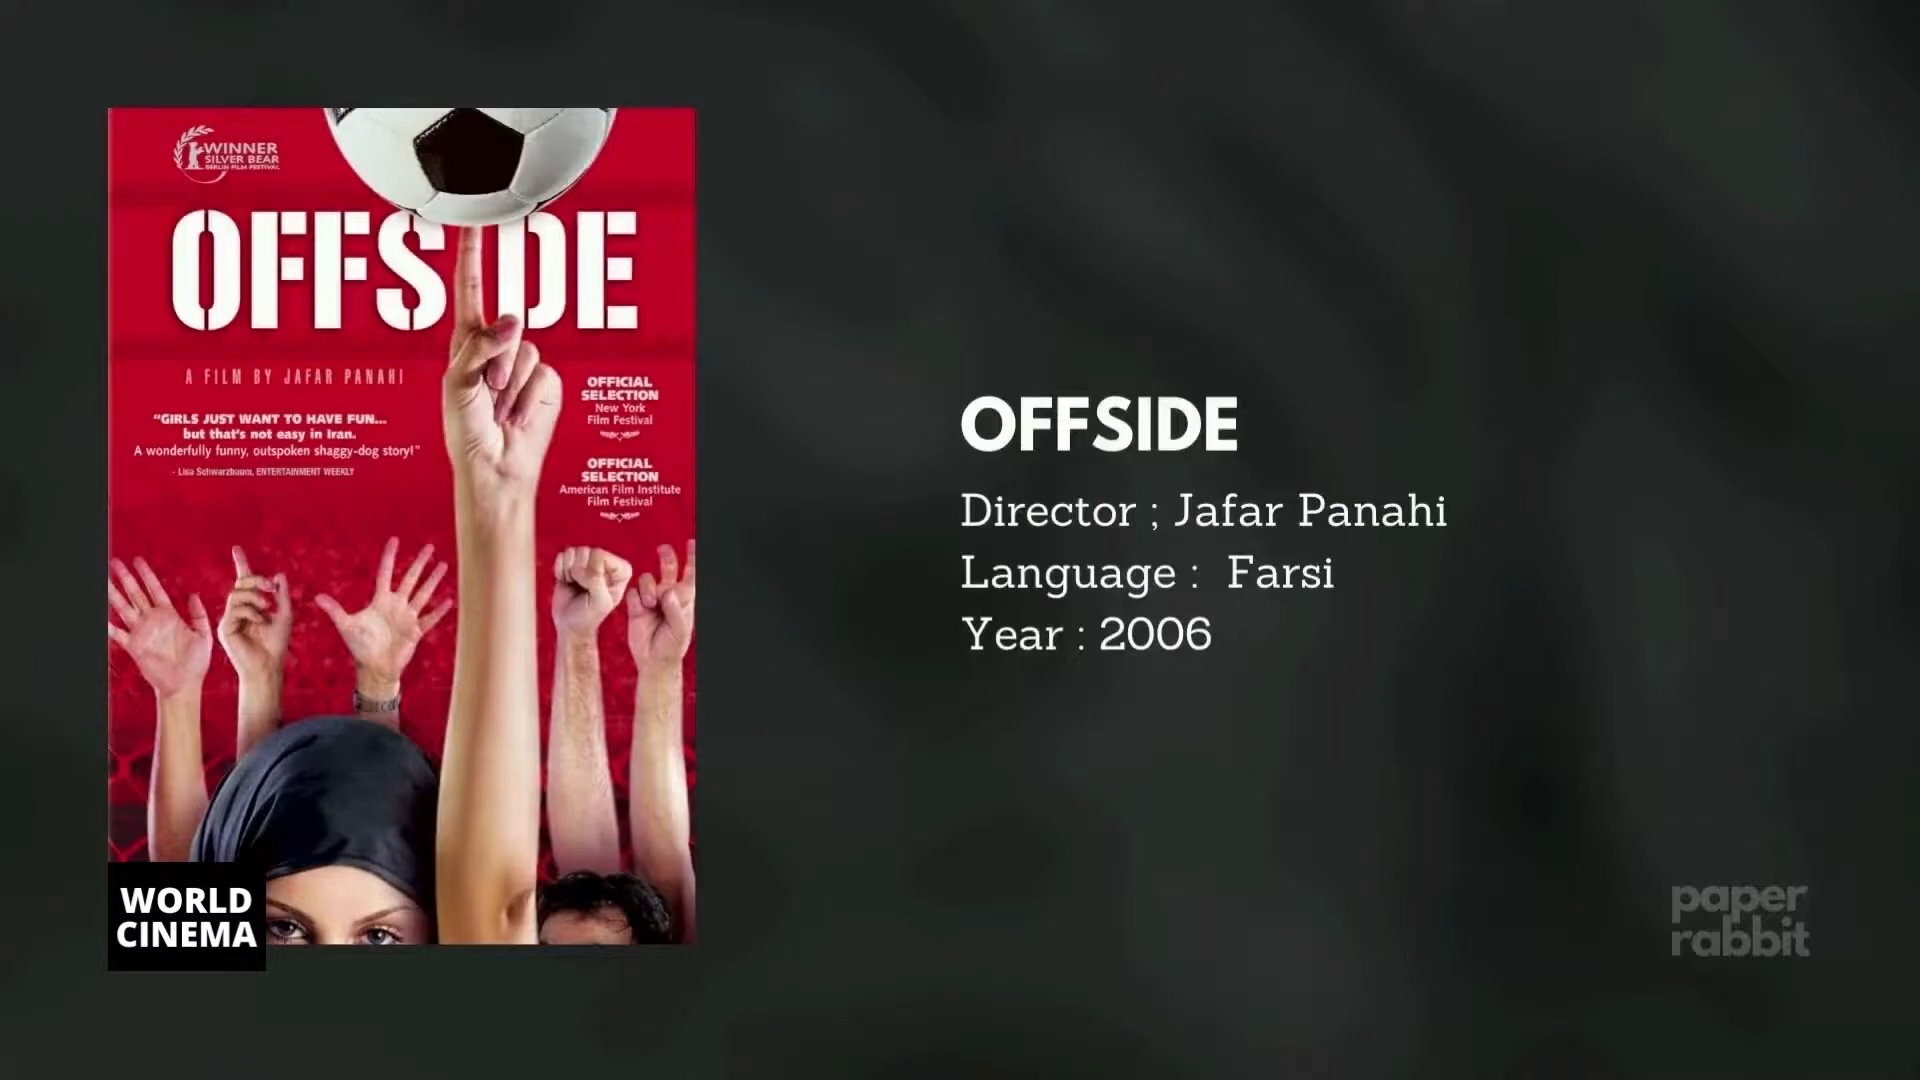 WINNER
SILVER BEAR
BERLIN FILM FESTIVAL
OFFSIDE
A FILM BY JAFAR PANAHI
"GIRLS JUST WANT TO HAVE FUN...
but that's not easy in Iran.
A wonderfully funny, outspoken shaggy-dog story!"
- Lisa Schwarzbaum, ENTERTAINMENT WEEKLY
OFFICIAL
SELECTION
New York
Film Festival
OFFICIAL
SELECTION
American Film Institute
Film Festival
WORLD
CINEMA
OFFSIDE
Director ; Jafar Panahi
Language : Farsi
Year : 2006
paper
rabbit